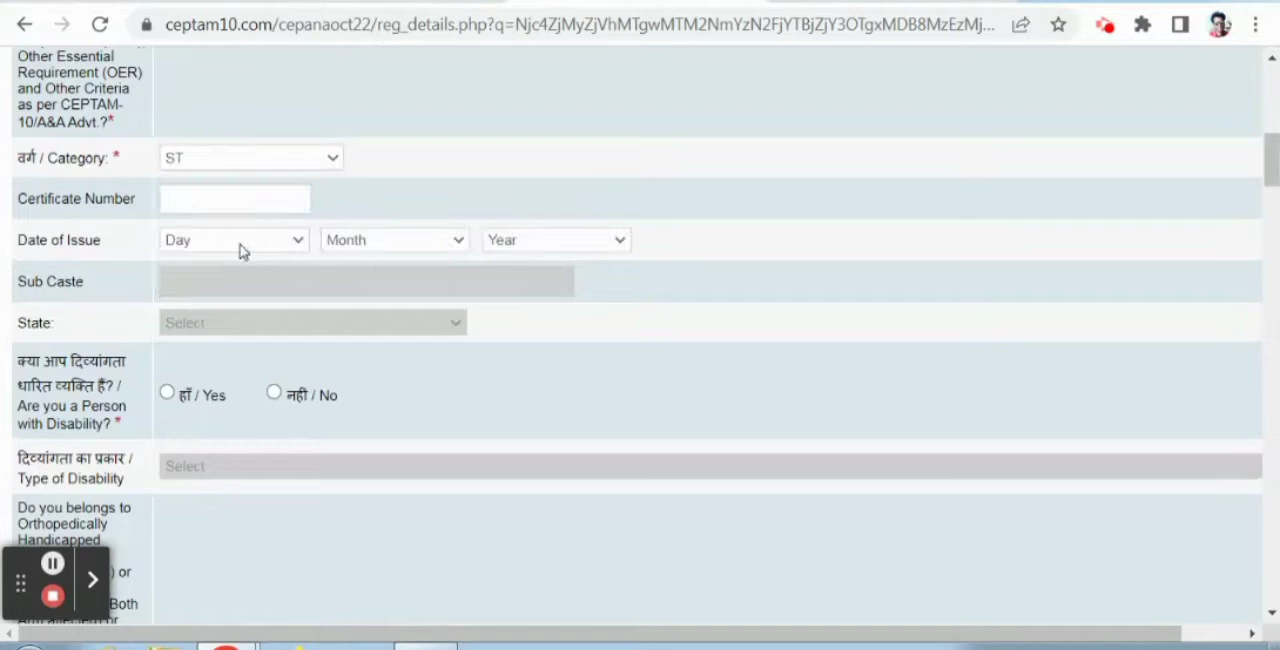 ceptam10.com/cepanaoct22/reg_details.php?q=Njc4ZjMyZjVhMTgwMTM2NmYzN2FjYTBjZjY3OTgxMDB8MzEzMj...
Other Essential
Requirement (OER)
and Other Criteria
as per CEPTAM-
10/A&A Advt.?*
वर्ग / Category: * ST
Certificate Number
Date of Issue Day Month Year
Sub Caste
State: Select
क्या आप दिव्यांगता
धारित व्यक्ति हैं? /
Are you a Person
with Disability? *
हाँ / Yes नहीं / No
दिव्यांगता का प्रकार /
Type of Disability
Select
Do you belongs to
Orthopedically
Handicapped
) or
Both